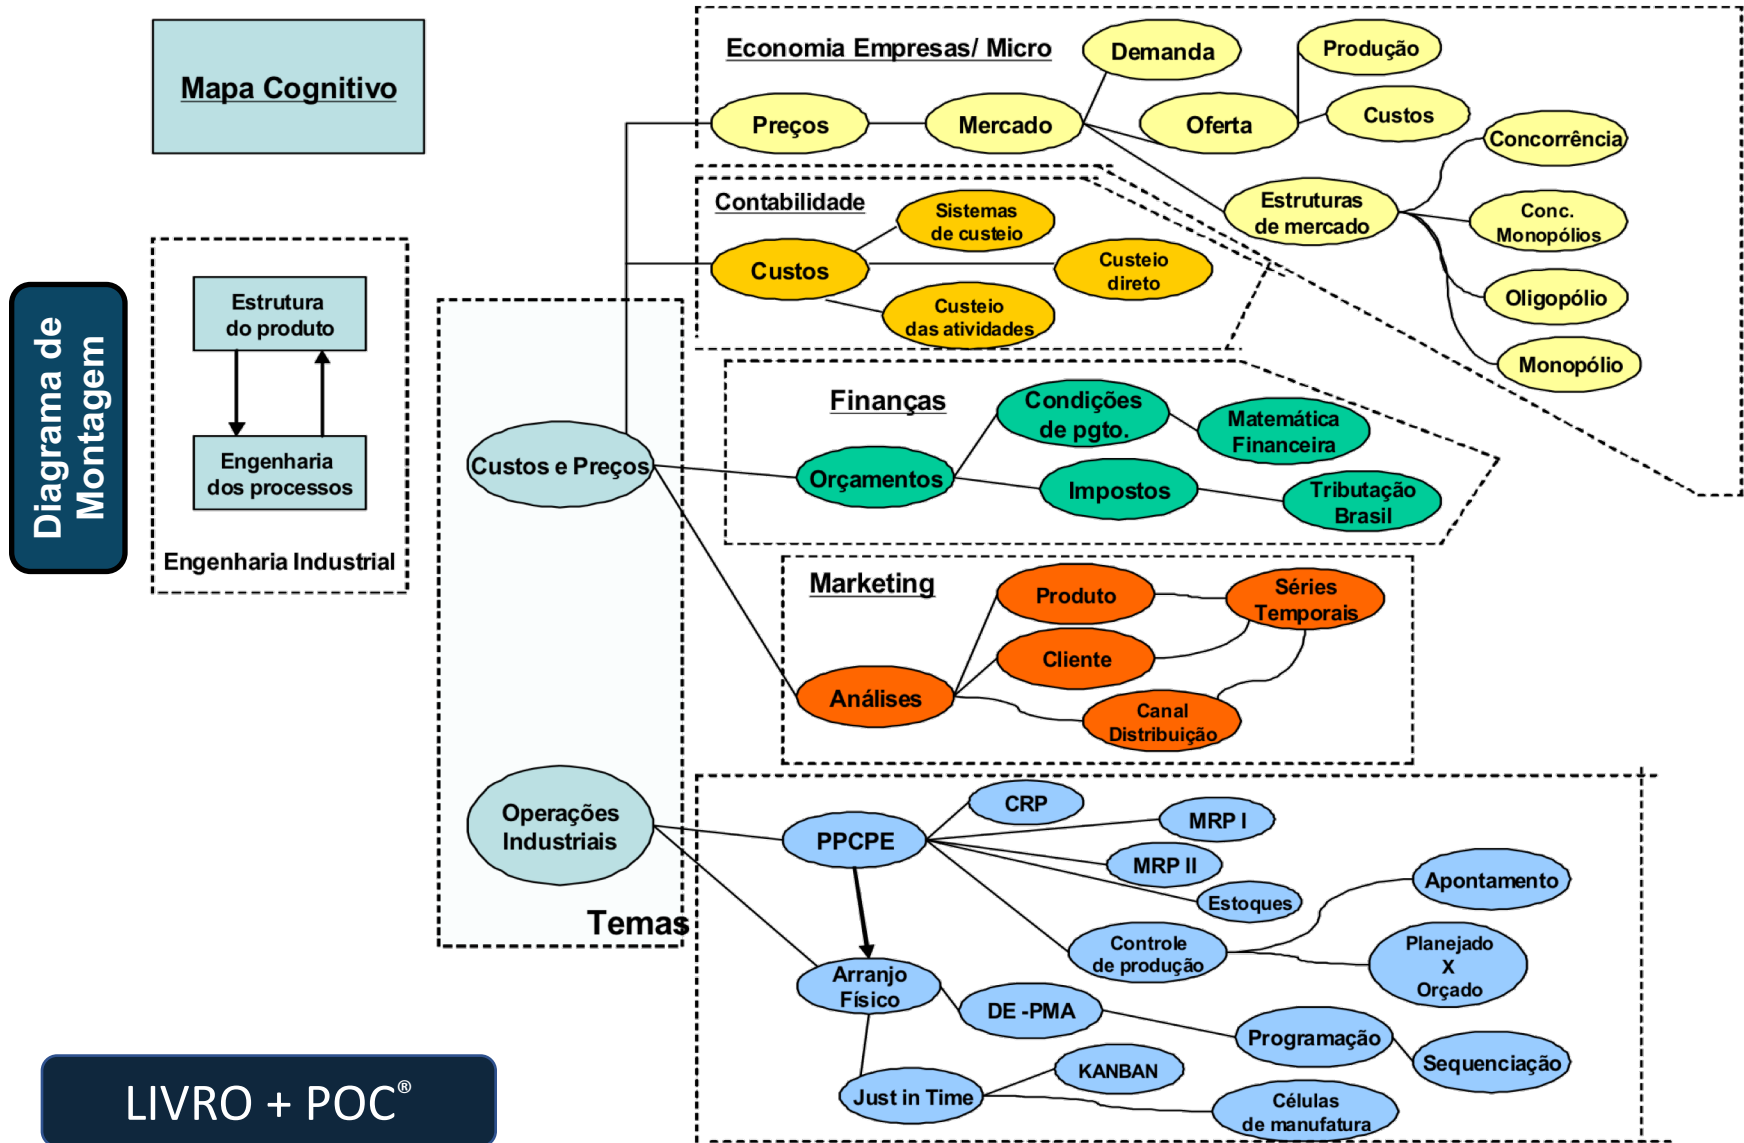 Mapa Cognitivo
Diagrama de
Montagem
Estrutura
do produto
Engenharia
dos processos
Engenharia Industrial
Custos e Preços
Operações
Industriais
Temas
Economia Empresas/ Micro
Preços
Mercado
Demanda
Oferta
Produção
Custos
Estruturas
de mercado
Concorrência
Conc.
Monopólios
Oligopólio
Monopólio
Contabilidade
Custos
Sistemas
de custeio
Custeio
direto
Custeio
das atividades
Finanças
Orçamentos
Condições
de pgto.
Matemática
Financeira
Impostos
Tributação
Brasil
Marketing
Análises
Produto
Cliente
Canal
Distribuição
Séries
Temporais
PPCPE
CRP
MRP I
MRP II
Estoques
Controle
de produção
Apontamento
Planejado
X
Orçado
Arranjo
Físico
DE -PMA
Programação
Sequenciação
Just in Time
KANBAN
Células
de manufatura
LIVRO + POC®